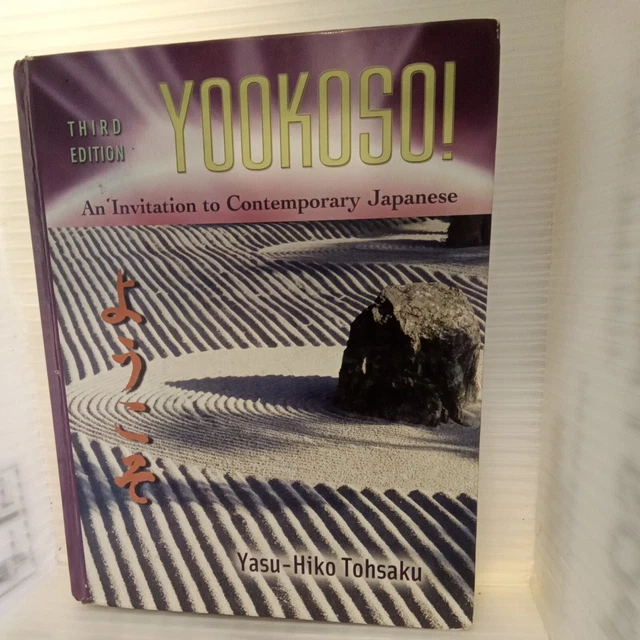 THIRD
EDITION
YOOKOSO!
An Invitation to Contemporary Japanese
ようこそ
Yasu-Hiko Tohsaku